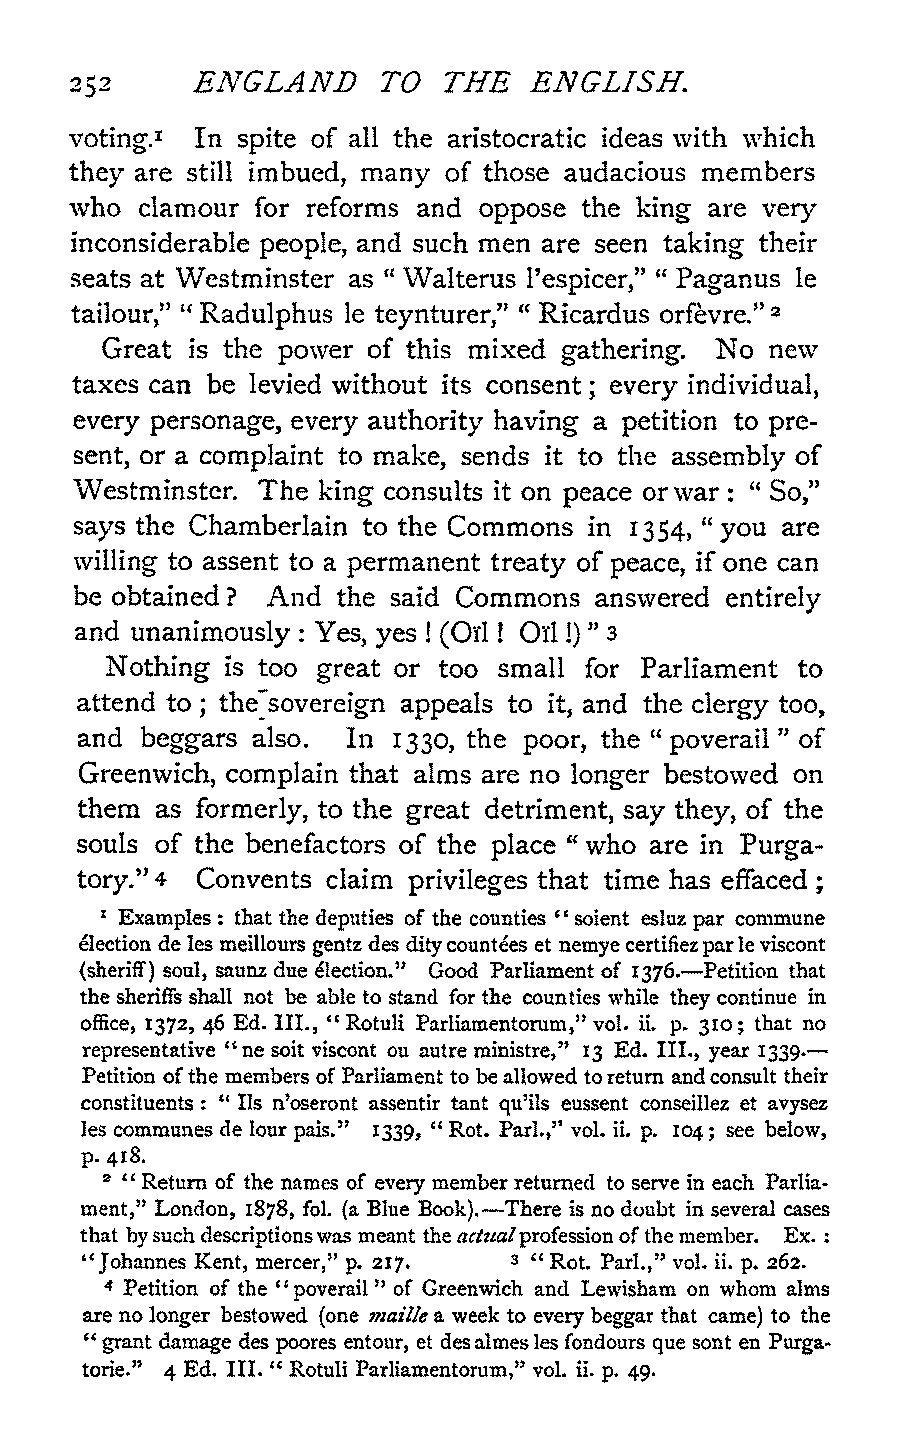 252 ENGLAND TO THE ENGLISH.
voting.¹ In spite of all the aristocratic ideas with which
they are still imbued, many of those audacious members
who clamour for reforms and oppose the king are very
inconsiderable people, and such men are seen taking their
seats at Westminster as “ Walterus l’espicer,” “ Paganus le
tailour,” “ Radulphus le teynturer,” “ Ricardus orfèvre.” ²
Great is the power of this mixed gathering. No new
taxes can be levied without its consent ; every individual,
every personage, every authority having a petition to pre-
sent, or a complaint to make, sends it to the assembly of
Westminster. The king consults it on peace or war : “ So,”
says the Chamberlain to the Commons in 1354, “ you are
willing to assent to a permanent treaty of peace, if one can
be obtained ? And the said Commons answered entirely
and unanimously : Yes, yes ! (Oïl ! Oïl !) ” ³
Nothing is too great or too small for Parliament to
attend to ; the sovereign appeals to it, and the clergy too,
and beggars also. In 1330, the poor, the “ poverail ” of
Greenwich, complain that alms are no longer bestowed on
them as formerly, to the great detriment, say they, of the
souls of the benefactors of the place “ who are in Purga-
tory.” ⁴ Convents claim privileges that time has effaced ;
¹ Examples : that the deputies of the counties “ soient esluz par commune
élection de les meillours gentz des dity countées et nemye certifiez par le viscont
(sheriff) soul, saunz due élection.” Good Parliament of 1376.—Petition that
the sheriffs shall not be able to stand for the counties while they continue in
office, 1372, 46 Ed. III., “ Rotuli Parliamentorum,” vol. ii. p. 310 ; that no
representative “ ne soit viscont ou autre ministre,” 13 Ed. III., year 1339.—
Petition of the members of Parliament to be allowed to return and consult their
constituents : “ Ils n’oseront assentir tant qu’ils eussent conseillez et avysez
les communes de lour pais.” 1339, “ Rot. Parl.,” vol. ii. p. 104 ; see below,
p. 418.
² “ Return of the names of every member returned to serve in each Parlia-
ment,” London, 1878, fol. (a Blue Book).—There is no doubt in several cases
that by such descriptions was meant the actual profession of the member. Ex. :
“ Johannes Kent, mercer,” p. 217. ³ “ Rot. Parl.,” vol. ii. p. 262.
⁴ Petition of the “ poverail ” of Greenwich and Lewisham on whom alms
are no longer bestowed (one maille a week to every beggar that came) to the
“ grant damage des poores entour, et des almes les fondours que sont en Purga-
torie.” 4 Ed. III. “ Rotuli Parliamentorum,” vol. ii. p. 49.